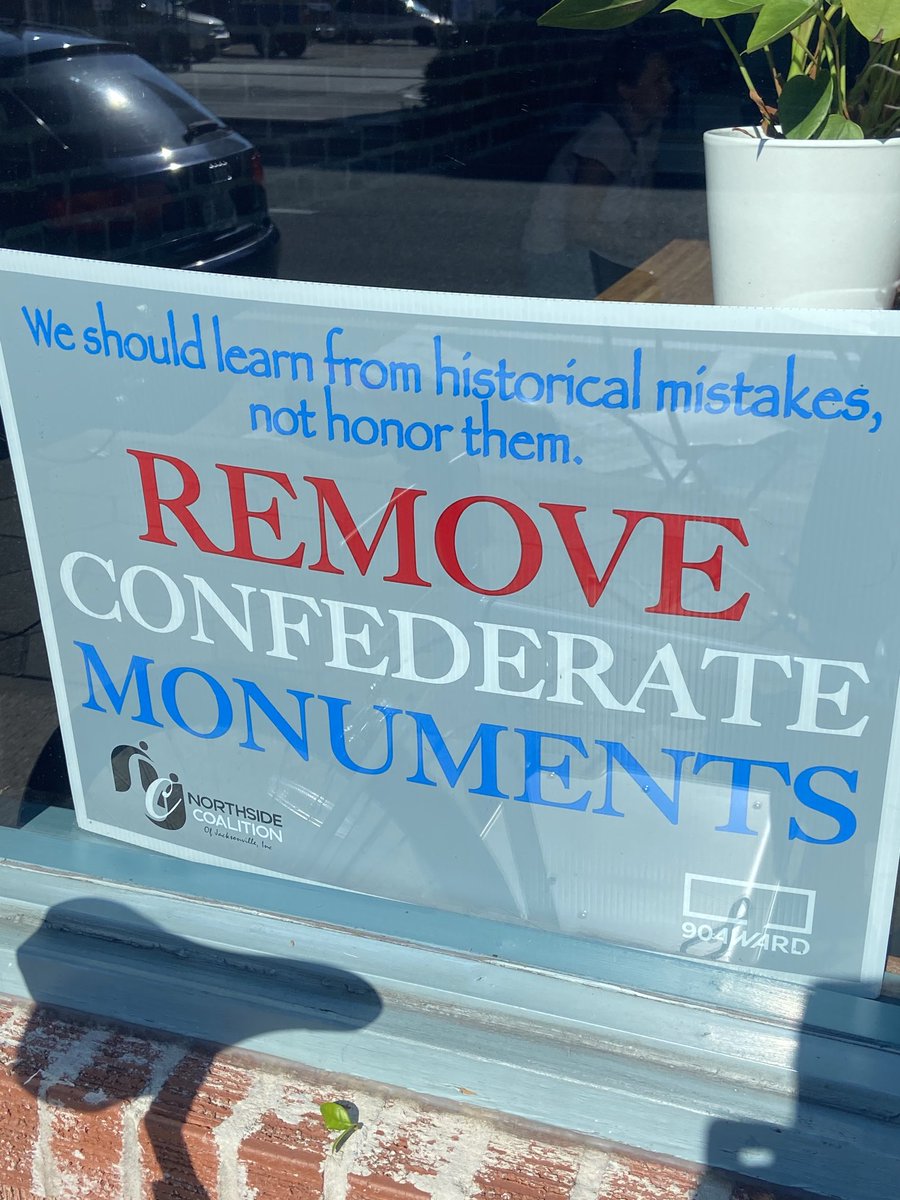 We should learn from historical mistakes,
not honor them.
REMOVE
CONFEDERATE
MONUMENTS
NORTHSIDE
COALITION
Of Jacksonville, Inc
904WARD